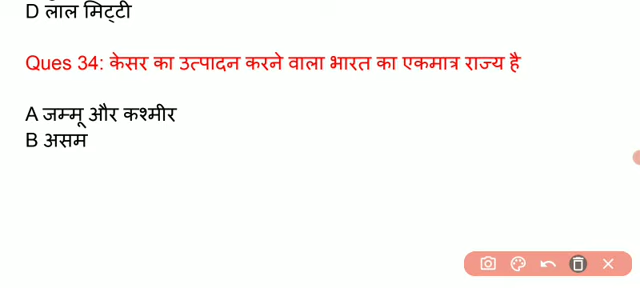 D लाल मिट्टी
Ques 34: केसर का उत्पादन करने वाला भारत का एकमात्र राज्य है
A जम्मू और कश्मीर
B असम